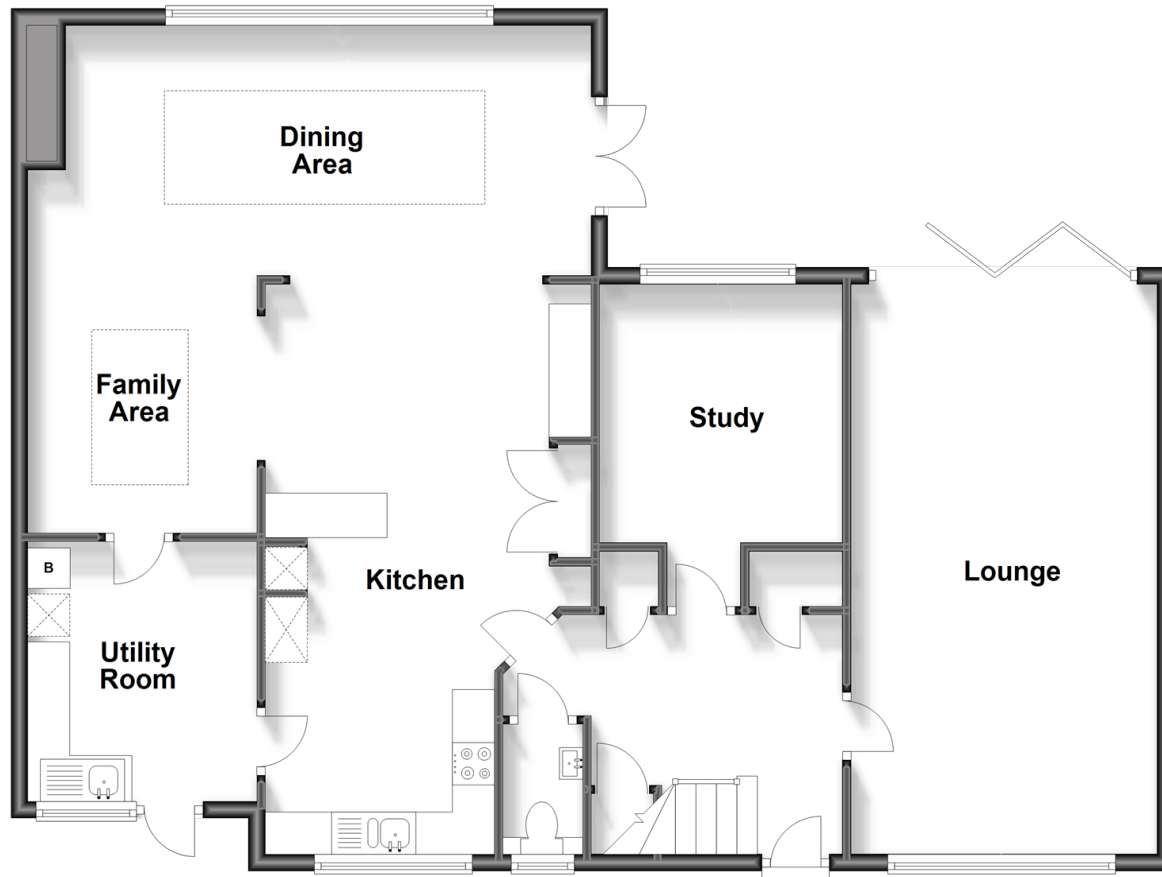 Dining
Area
Family
Area
Study
Kitchen
Lounge
B
Utility
Room